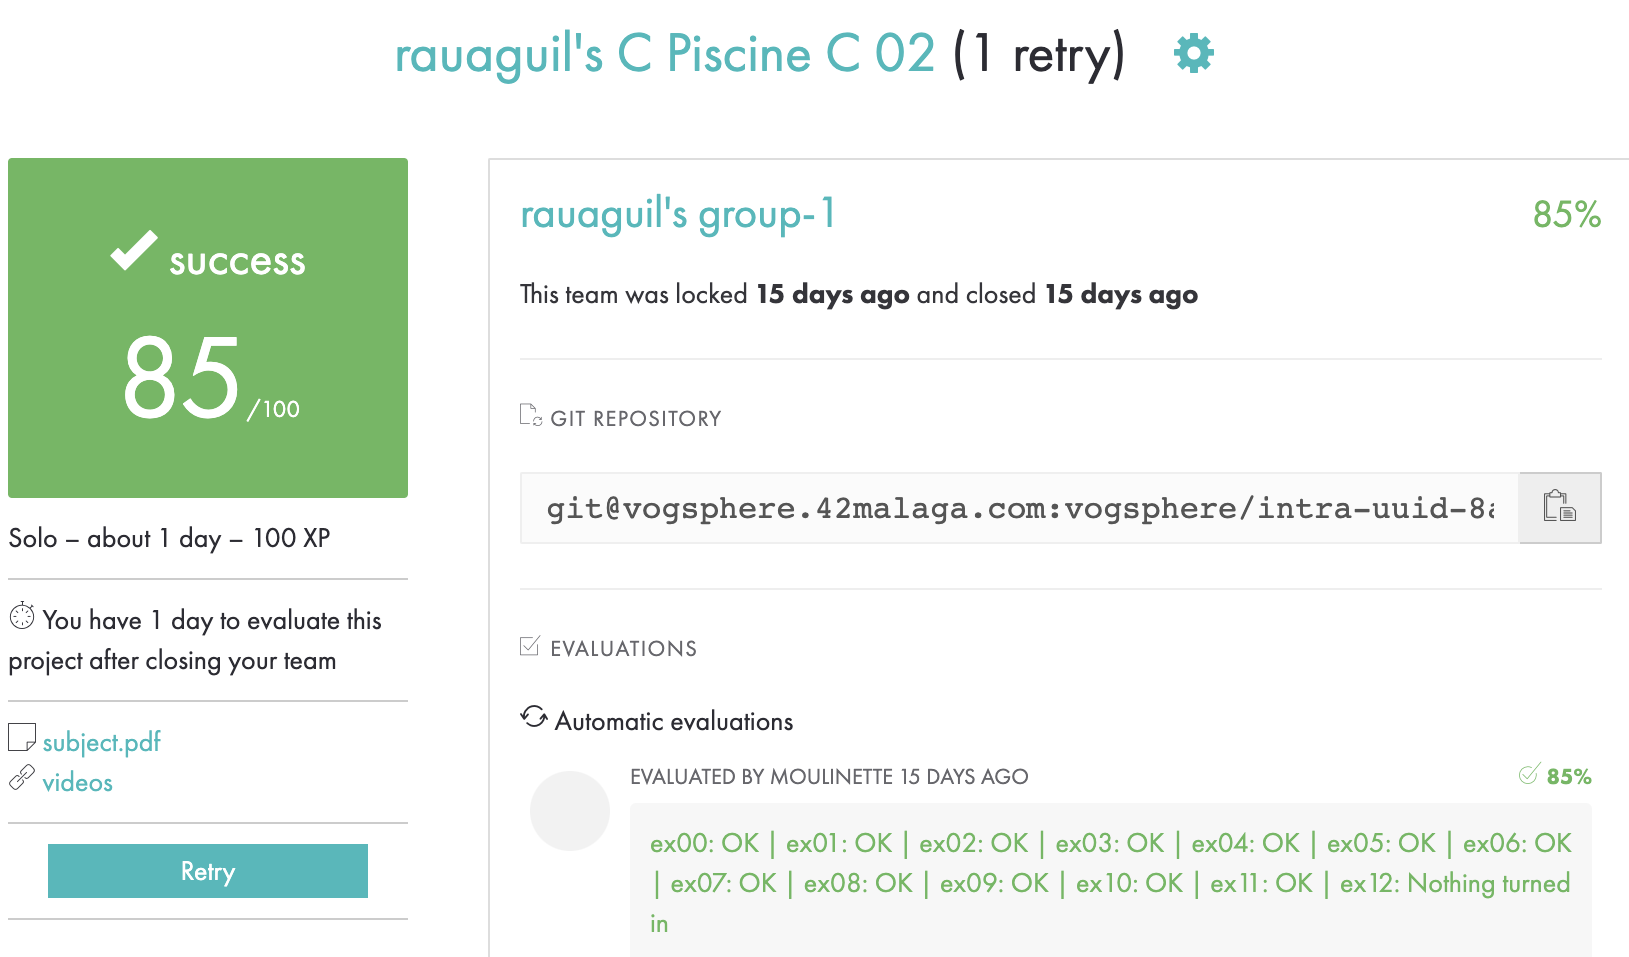 rauaguil's C Piscine C 02 (1 retry)
success
85/100
Solo – about 1 day – 100 XP
You have 1 day to evaluate this
project after closing your team
subject.pdf
videos
Retry
rauaguil's group-1 85%
This team was locked 15 days ago and closed 15 days ago
GIT REPOSITORY
git@vogsphere.42malaga.com:vogsphere/intra-uuid-8a
EVALUATIONS
Automatic evaluations
EVALUATED BY MOULINETTE 15 DAYS AGO 85%
ex00: OK | ex01: OK | ex02: OK | ex03: OK | ex04: OK | ex05: OK | ex06: OK
| ex07: OK | ex08: OK | ex09: OK | ex10: OK | ex11: OK | ex12: Nothing turned
in